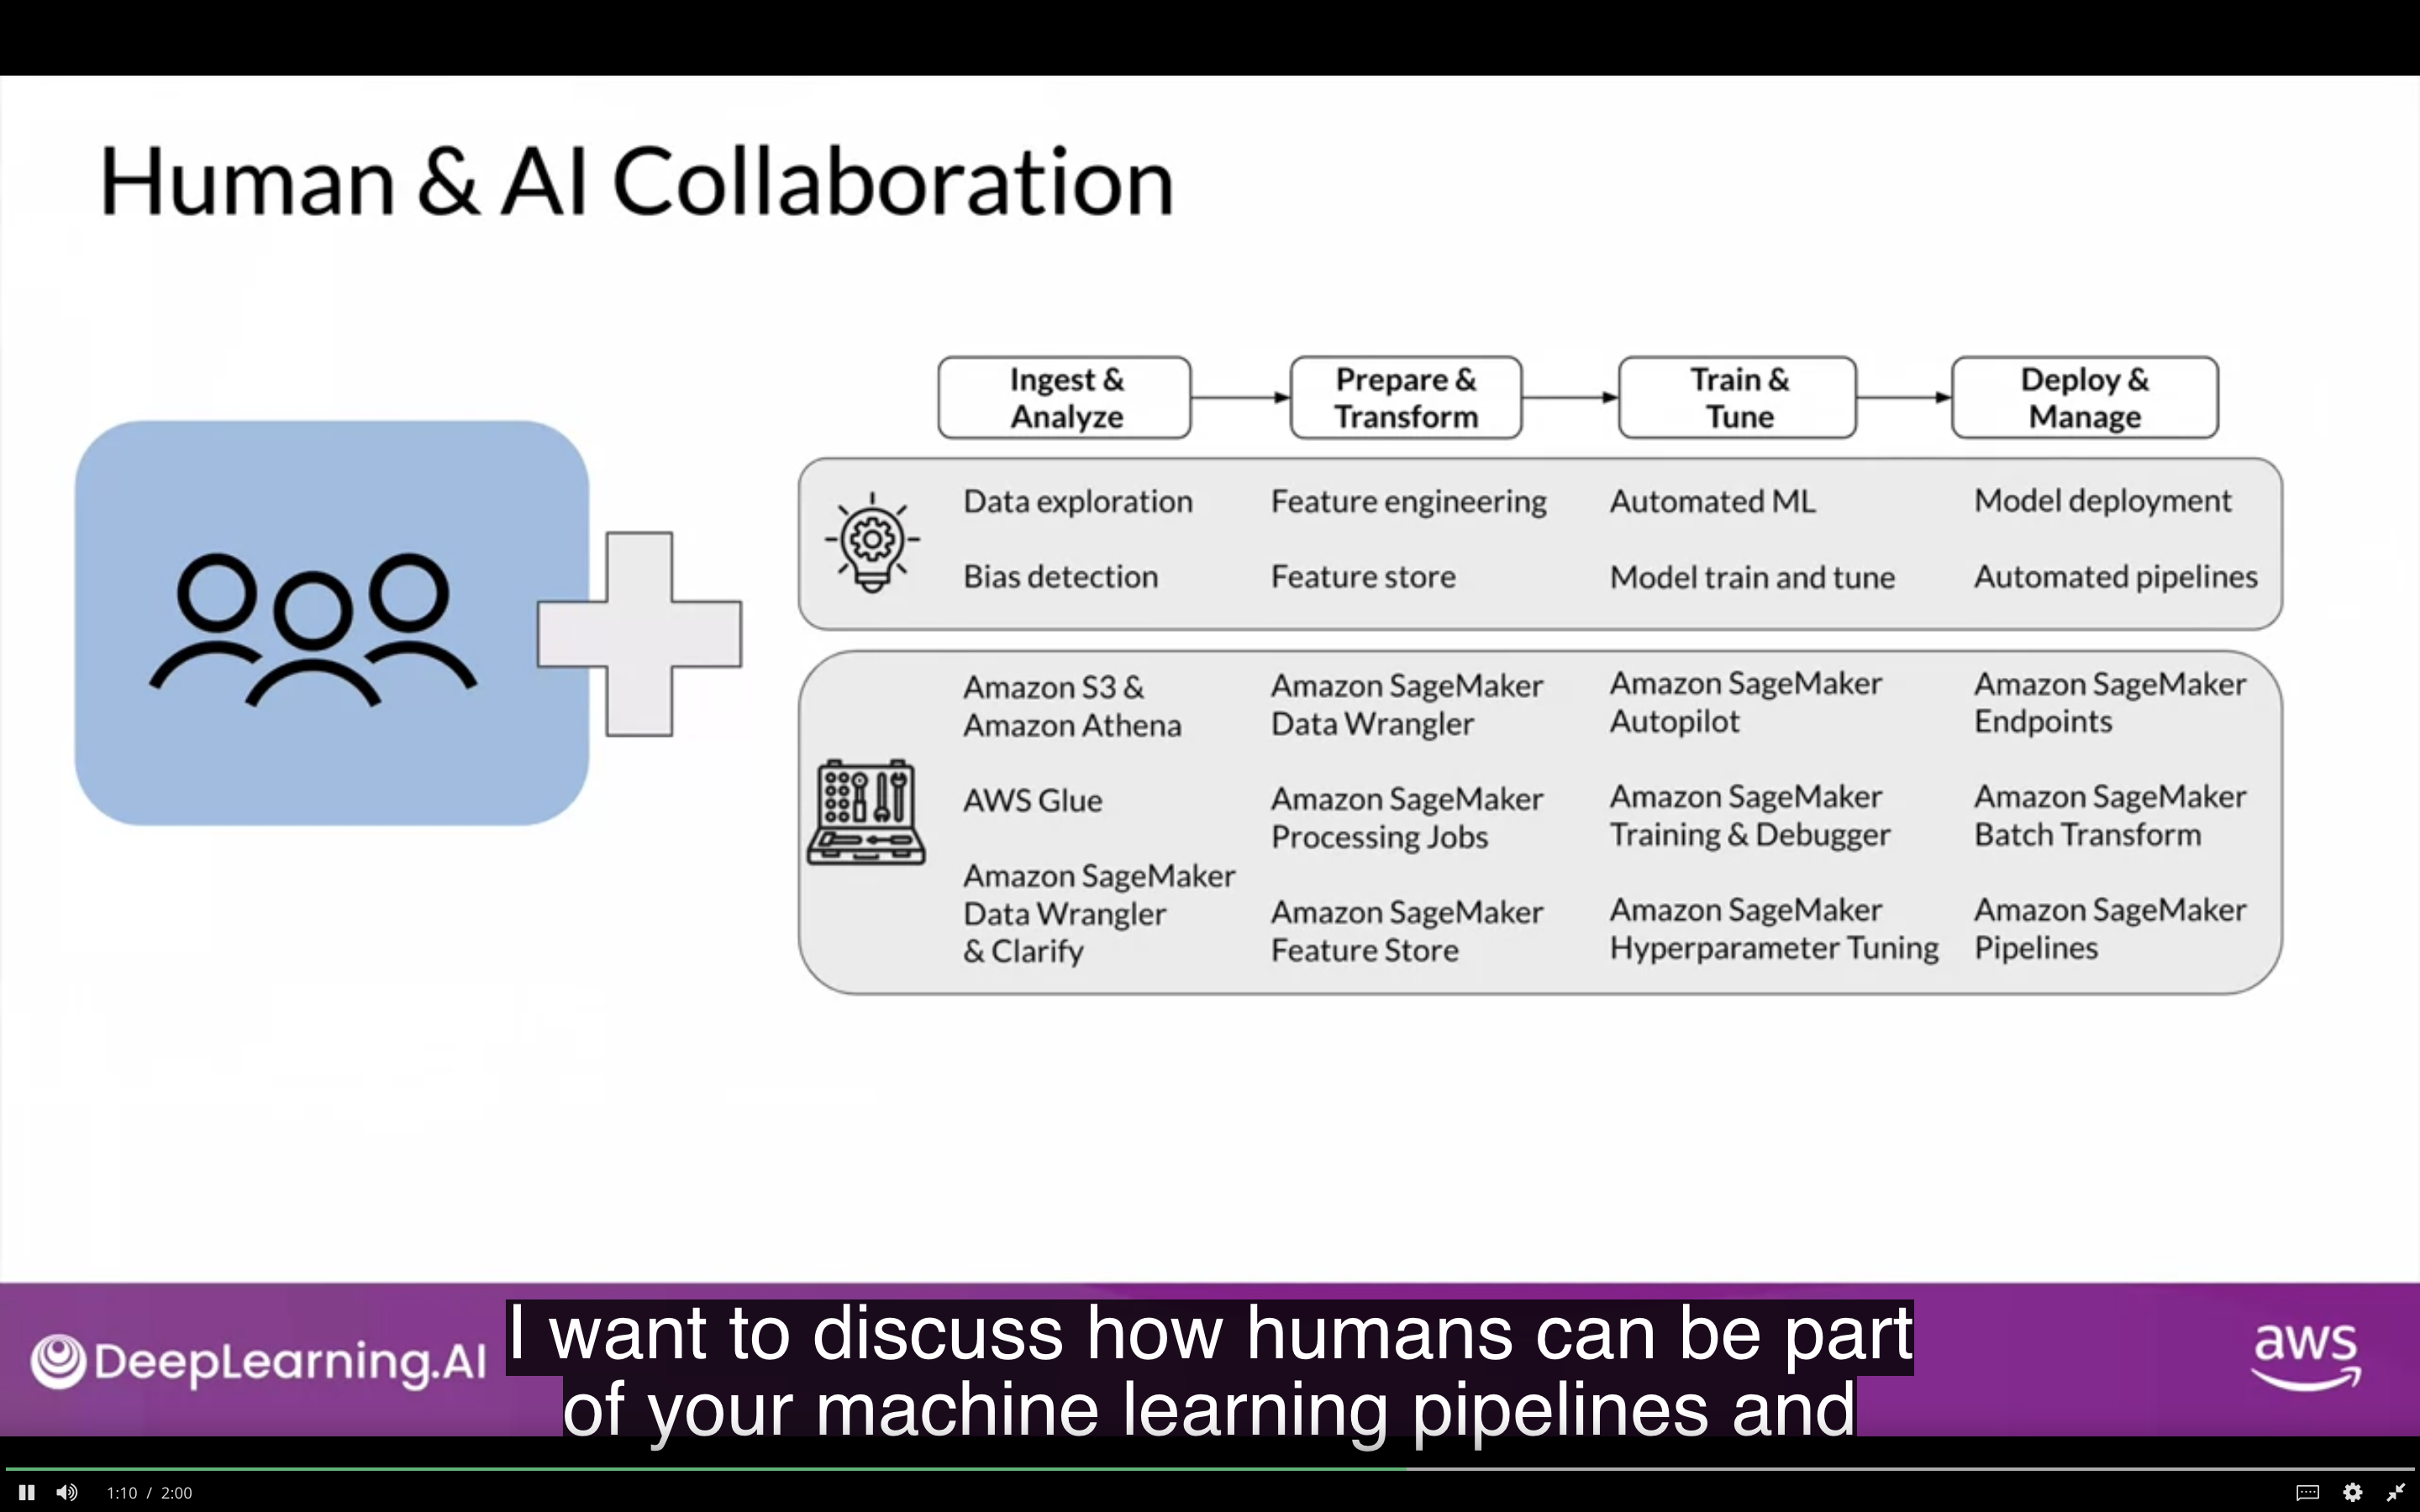 Human & AI Collaboration
Ingest &
Analyze
Prepare &
Transform
Train &
Tune
Deploy &
Manage
Data exploration
Feature engineering
Automated ML
Model deployment
Bias detection
Feature store
Model train and tune
Automated pipelines
Amazon S3 &
Amazon Athena
AWS Glue
Amazon SageMaker
Data Wrangler
& Clarify
Amazon SageMaker
Data Wrangler
Amazon SageMaker
Processing Jobs
Amazon SageMaker
Feature Store
Amazon SageMaker
Autopilot
Amazon SageMaker
Training & Debugger
Amazon SageMaker
Hyperparameter Tuning
Amazon SageMaker
Endpoints
Amazon SageMaker
Batch Transform
Amazon SageMaker
Pipelines
DeepLearning.AI
I want to discuss how humans can be part
of your machine learning pipelines and
aws
1:10 / 2:00